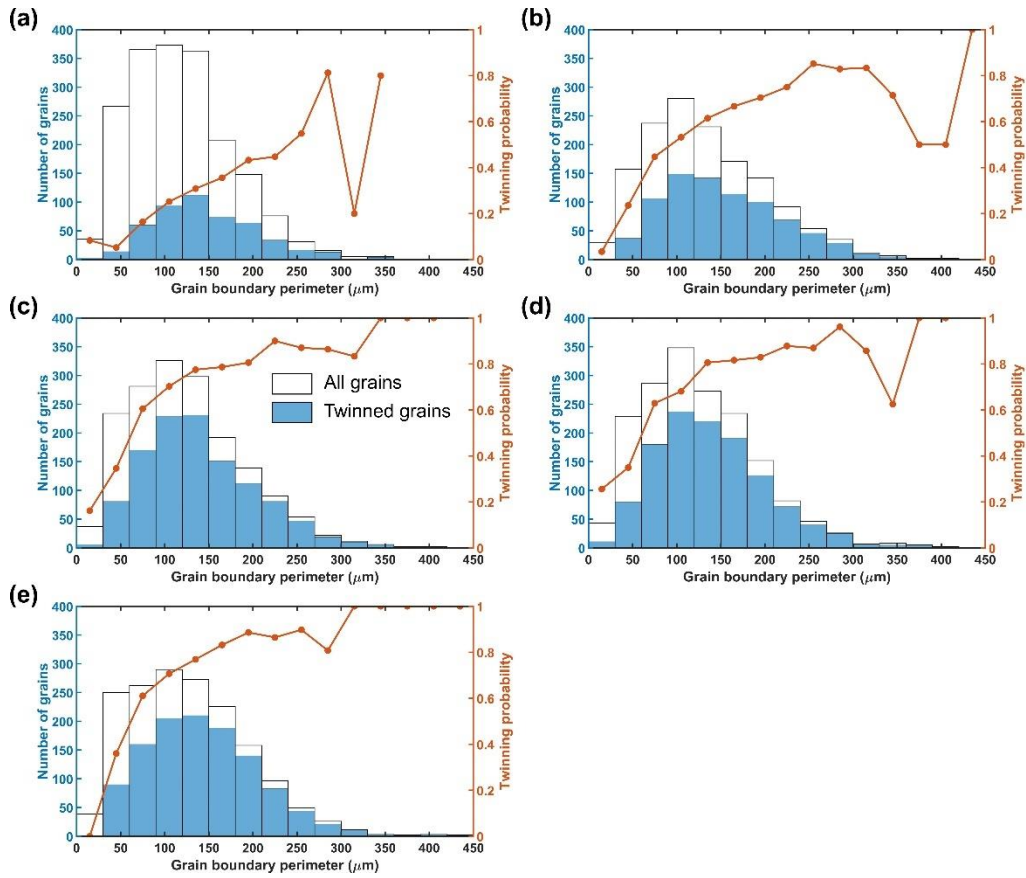 (a)
400
350
300
250
200
150
100
50
0
Number of grains
0 50 100 150 200 250 300 350 400 450
Grain boundary perimeter (μm)
1
0.8
0.6
0.4
0.2
0
Twinning probability
(b)
400
350
300
250
200
150
100
50
0
Number of grains
0 50 100 150 200 250 300 350 400 450
Grain boundary perimeter (μm)
1
0.8
0.6
0.4
0.2
0
Twinning probability
(c)
400
350
300
250
200
150
100
50
0
Number of grains
All grains
Twinned grains
0 50 100 150 200 250 300 350 400 450
Grain boundary perimeter (μm)
1
0.8
0.6
0.4
0.2
0
Twinning probability
(d)
400
350
300
250
200
150
100
50
0
Number of grains
0 50 100 150 200 250 300 350 400 450
Grain boundary perimeter (μm)
1
0.8
0.6
0.4
0.2
0
Twinning probability
(e)
400
350
300
250
200
150
100
50
0
Number of grains
0 50 100 150 200 250 300 350 400 450
Grain boundary perimeter (μm)
1
0.8
0.6
0.4
0.2
0
Twinning probability